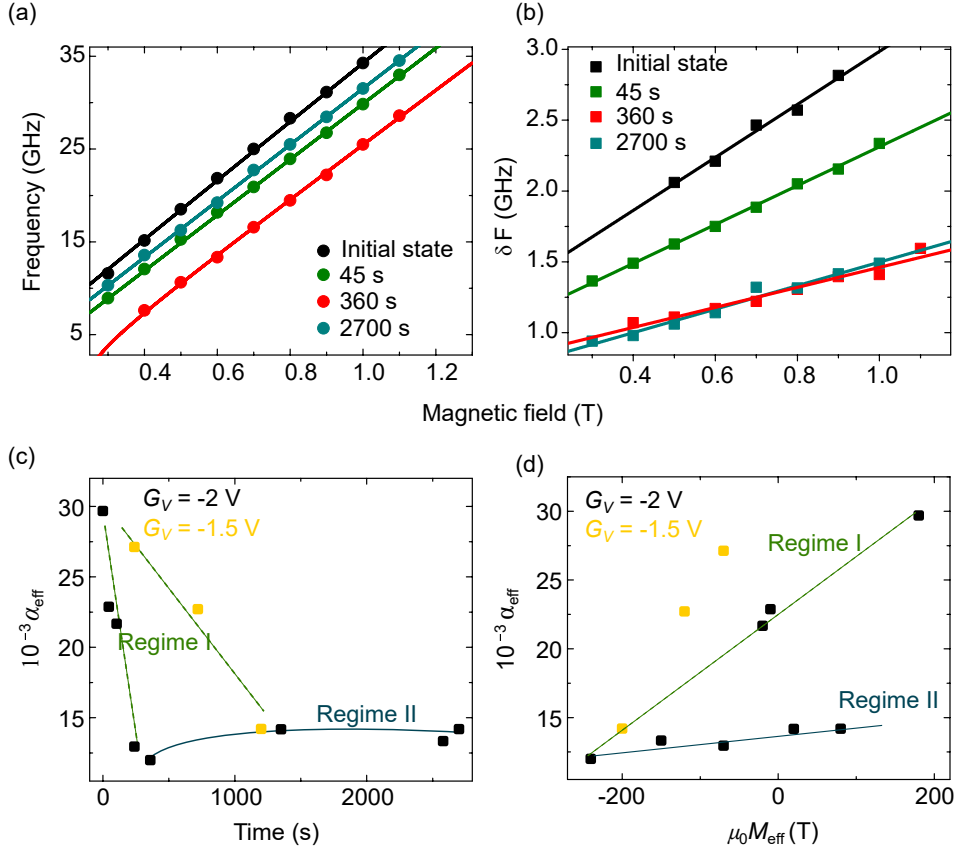 (a)
(b)
35
25
15
5
Frequency (GHz)
Initial state
45 s
360 s
2700 s
0.4 0.6 0.8 1.0 1.2
3.0
2.5
2.0
1.5
1.0
δ F (GHz)
Initial state
45 s
360 s
2700 s
0.4 0.6 0.8 1.0
Magnetic field (T)
(c)
G_V = -2 V
G_V = -1.5 V
30
25
20
15
10
10⁻³ α_eff
Regime I
Regime II
0 1000 2000
Time (s)
(d)
G_V = -2 V
G_V = -1.5 V
30
25
20
15
10
10⁻³ α_eff
Regime I
Regime II
-200 0 200
μ₀M_eff (T)